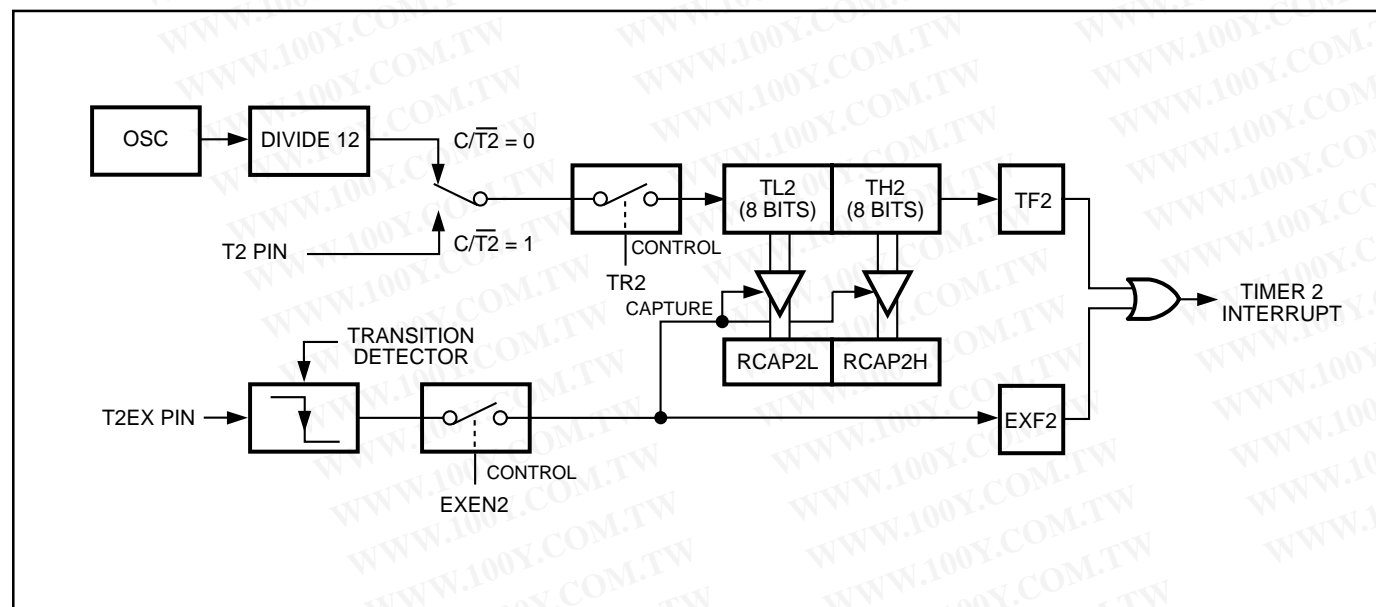 OSC
DIVIDE 12
C/T2 = 0
T2 PIN
C/T2 = 1
CONTROL
TR2
TL2
(8 BITS)
TH2
(8 BITS)
TF2
CAPTURE
RCAP2L
RCAP2H
TIMER 2
INTERRUPT
TRANSITION
DETECTOR
T2EX PIN
CONTROL
EXEN2
EXF2
WWW.100Y.COM.TW